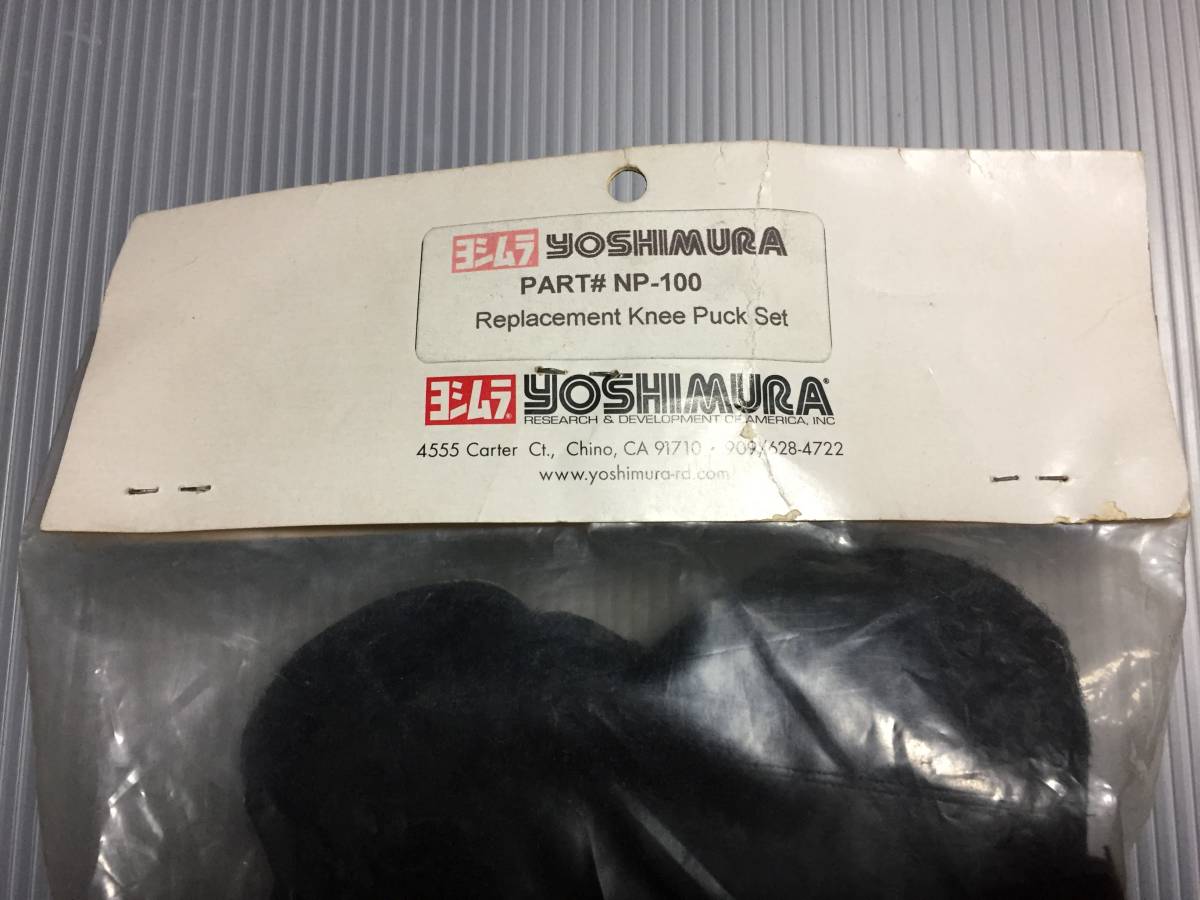 ヨシムラ YOSHIMURA
PART# NP-100
Replacement Knee Puck Set
ヨシムラ® YOSHIMURA®
RESEARCH & DEVELOPMENT OF AMERICA, INC
4555 Carter Ct., Chino, CA 91710 • 909/628-4722
www.yoshimura-rd.com